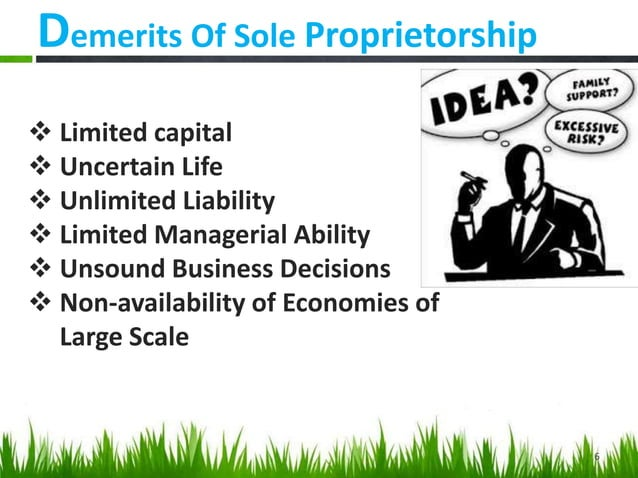 Demerits Of Sole Proprietorship
IDEA?
FAMILY
SUPPORT?
EXCESSIVE
RISK?
❖ Limited capital
❖ Uncertain Life
❖ Unlimited Liability
❖ Limited Managerial Ability
❖ Unsound Business Decisions
❖ Non-availability of Economies of
Large Scale
6